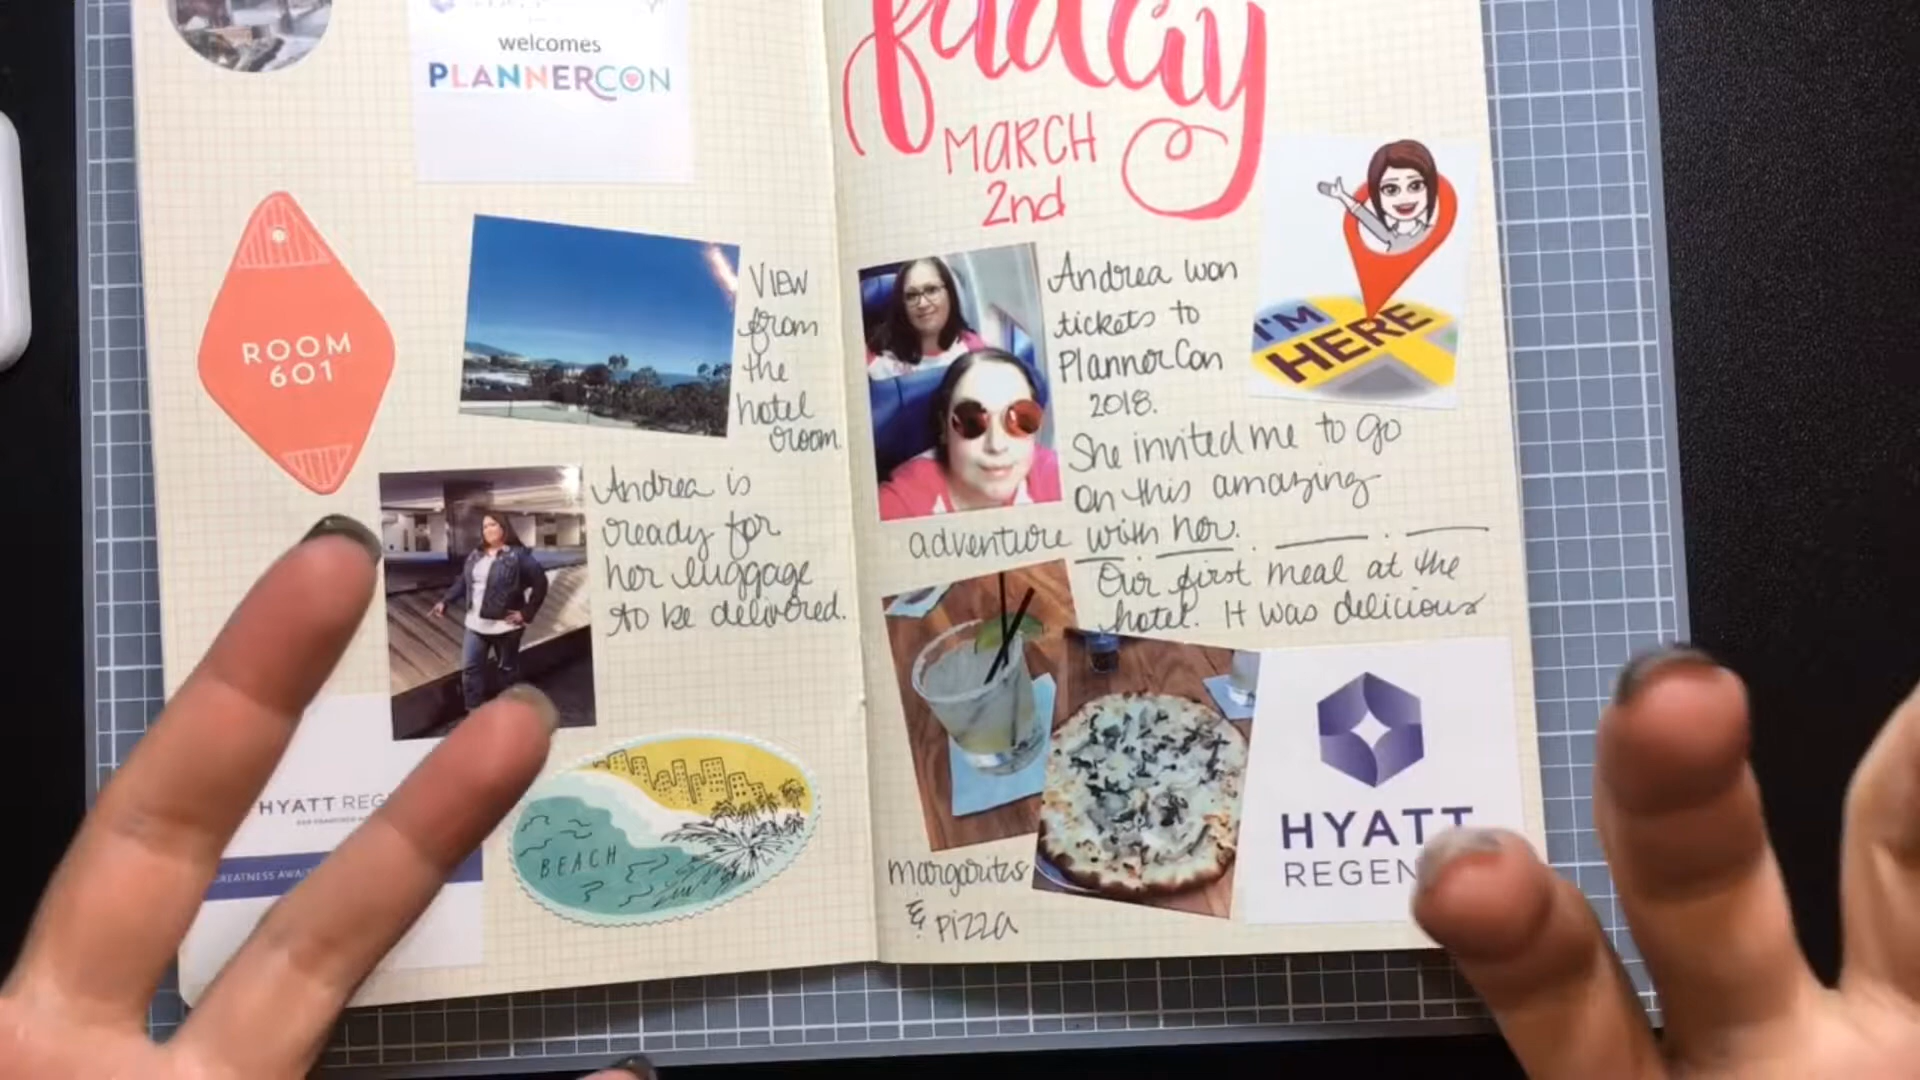 welcomes
PLANNERCON
ROOM
601
VIEW
from
the
hotel
room.
Andrea is
ready for
her luggage
to be delivered.
HYATT
BEACH
friday
MARCH
2nd
Andrea won
tickets to
PlannerCon
2018.
She invited me to go
on this amazing
adventure with her.
I'M
HERE
Our first meal at the
hotel. It was delicious
margaritas
& pizza
HYATT